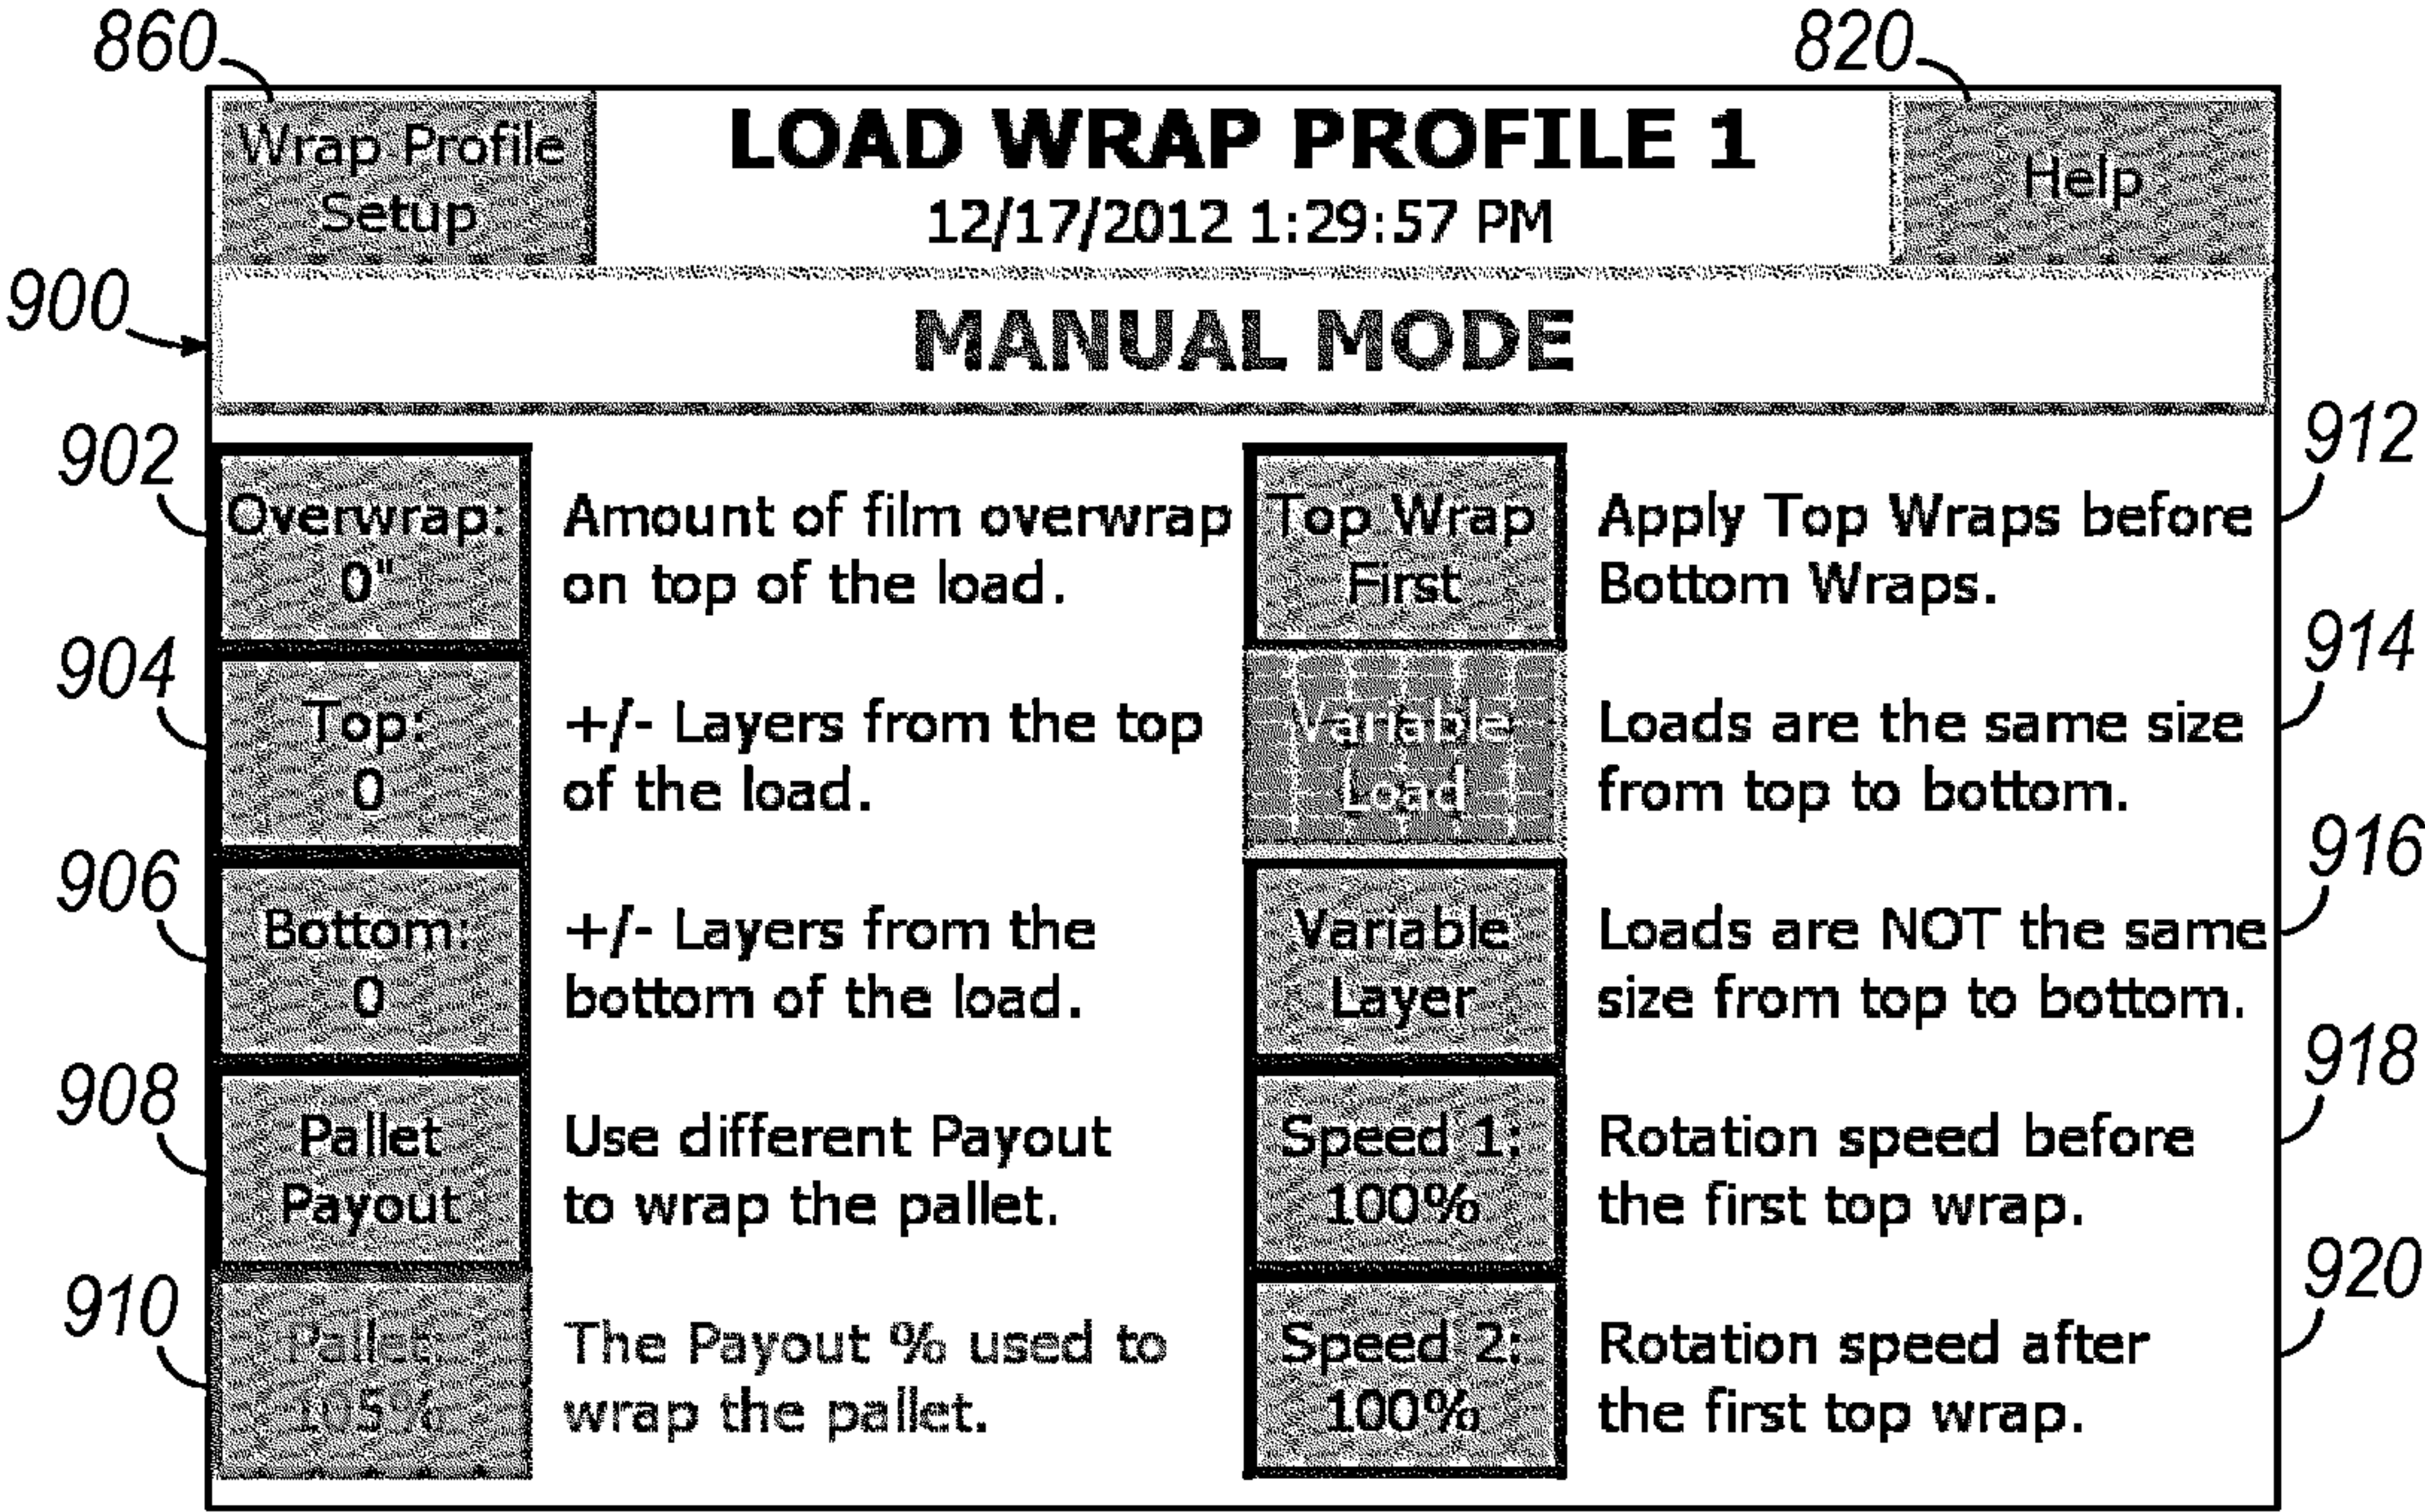 860
820
Wrap Profile
Setup
LOAD WRAP PROFILE 1
12/17/2012 1:29:57 PM
Help
900
MANUAL MODE
902
Overwrap:
0"
Amount of film overwrap
on top of the load.
Top Wrap
First
Apply Top Wraps before
Bottom Wraps.
912
904
Top:
0
+/- Layers from the top
of the load.
Variable
Load
Loads are the same size
from top to bottom.
914
906
Bottom:
0
+/- Layers from the
bottom of the load.
Variable
Layer
Loads are NOT the same
size from top to bottom.
916
908
Pallet
Payout
Use different Payout
to wrap the pallet.
Speed 1:
100%
Rotation speed before
the first top wrap.
918
910
Pallet:
105%
The Payout % used to
wrap the pallet.
Speed 2:
100%
Rotation speed after
the first top wrap.
920